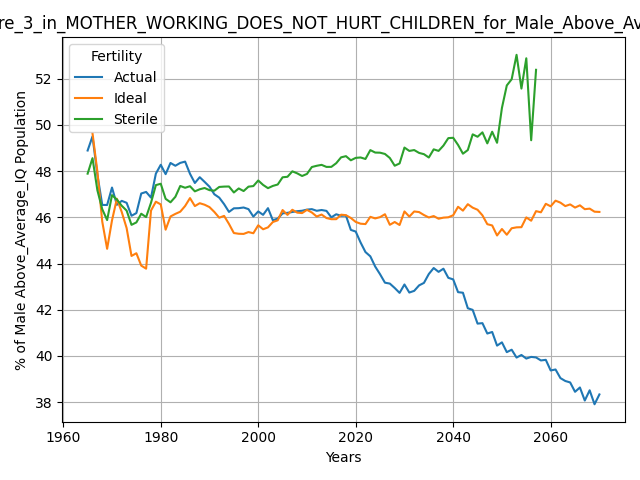 re_3_in_MOTHER_WORKING_DOES_NOT_HURT_CHILDREN_for_Male_Above_Av
Fertility
Actual
Ideal
Sterile
% of Male Above_Average_IQ Population
52
50
48
46
44
42
40
38
1960
1980
2000
2020
2040
2060
Years